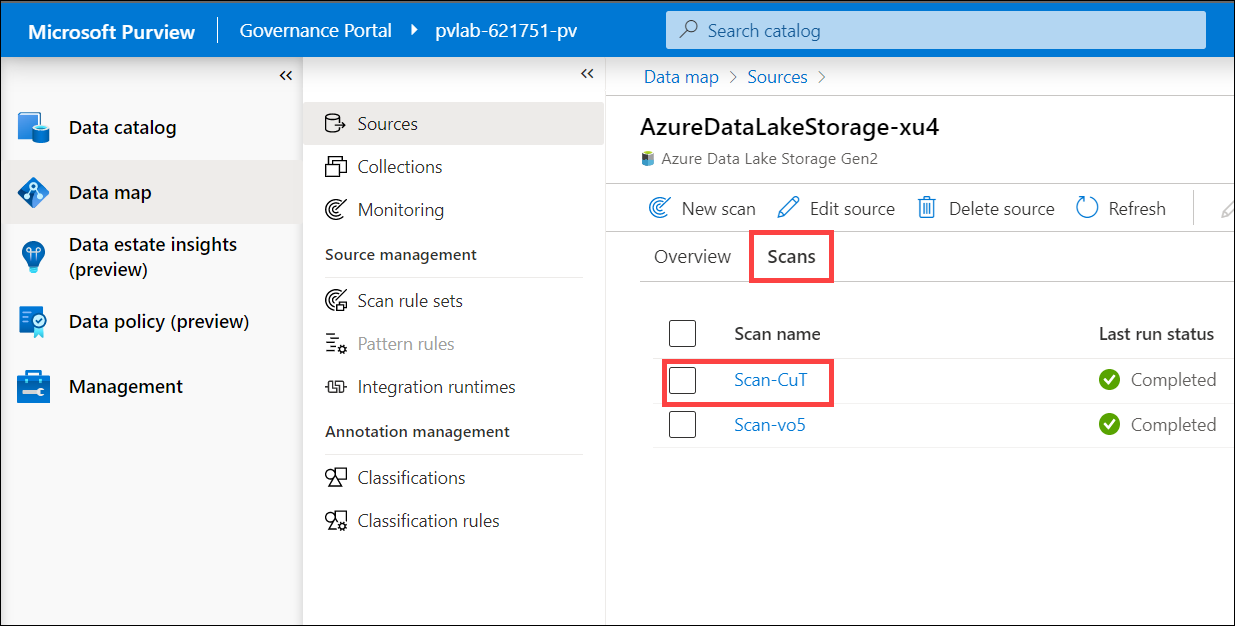 Microsoft Purview
Governance Portal
pvlab-621751-pv
Search catalog
Data catalog
Data map
Data estate insights
(preview)
Data policy (preview)
Management
Sources
Collections
Monitoring
Source management
Scan rule sets
Pattern rules
Integration runtimes
Annotation management
Classifications
Classification rules
Data map > Sources >
AzureDataLakeStorage-xu4
Azure Data Lake Storage Gen2
New scan Edit source Delete source Refresh
Overview Scans
Scan name Last run status
Scan-CuT Completed
Scan-vo5 Completed